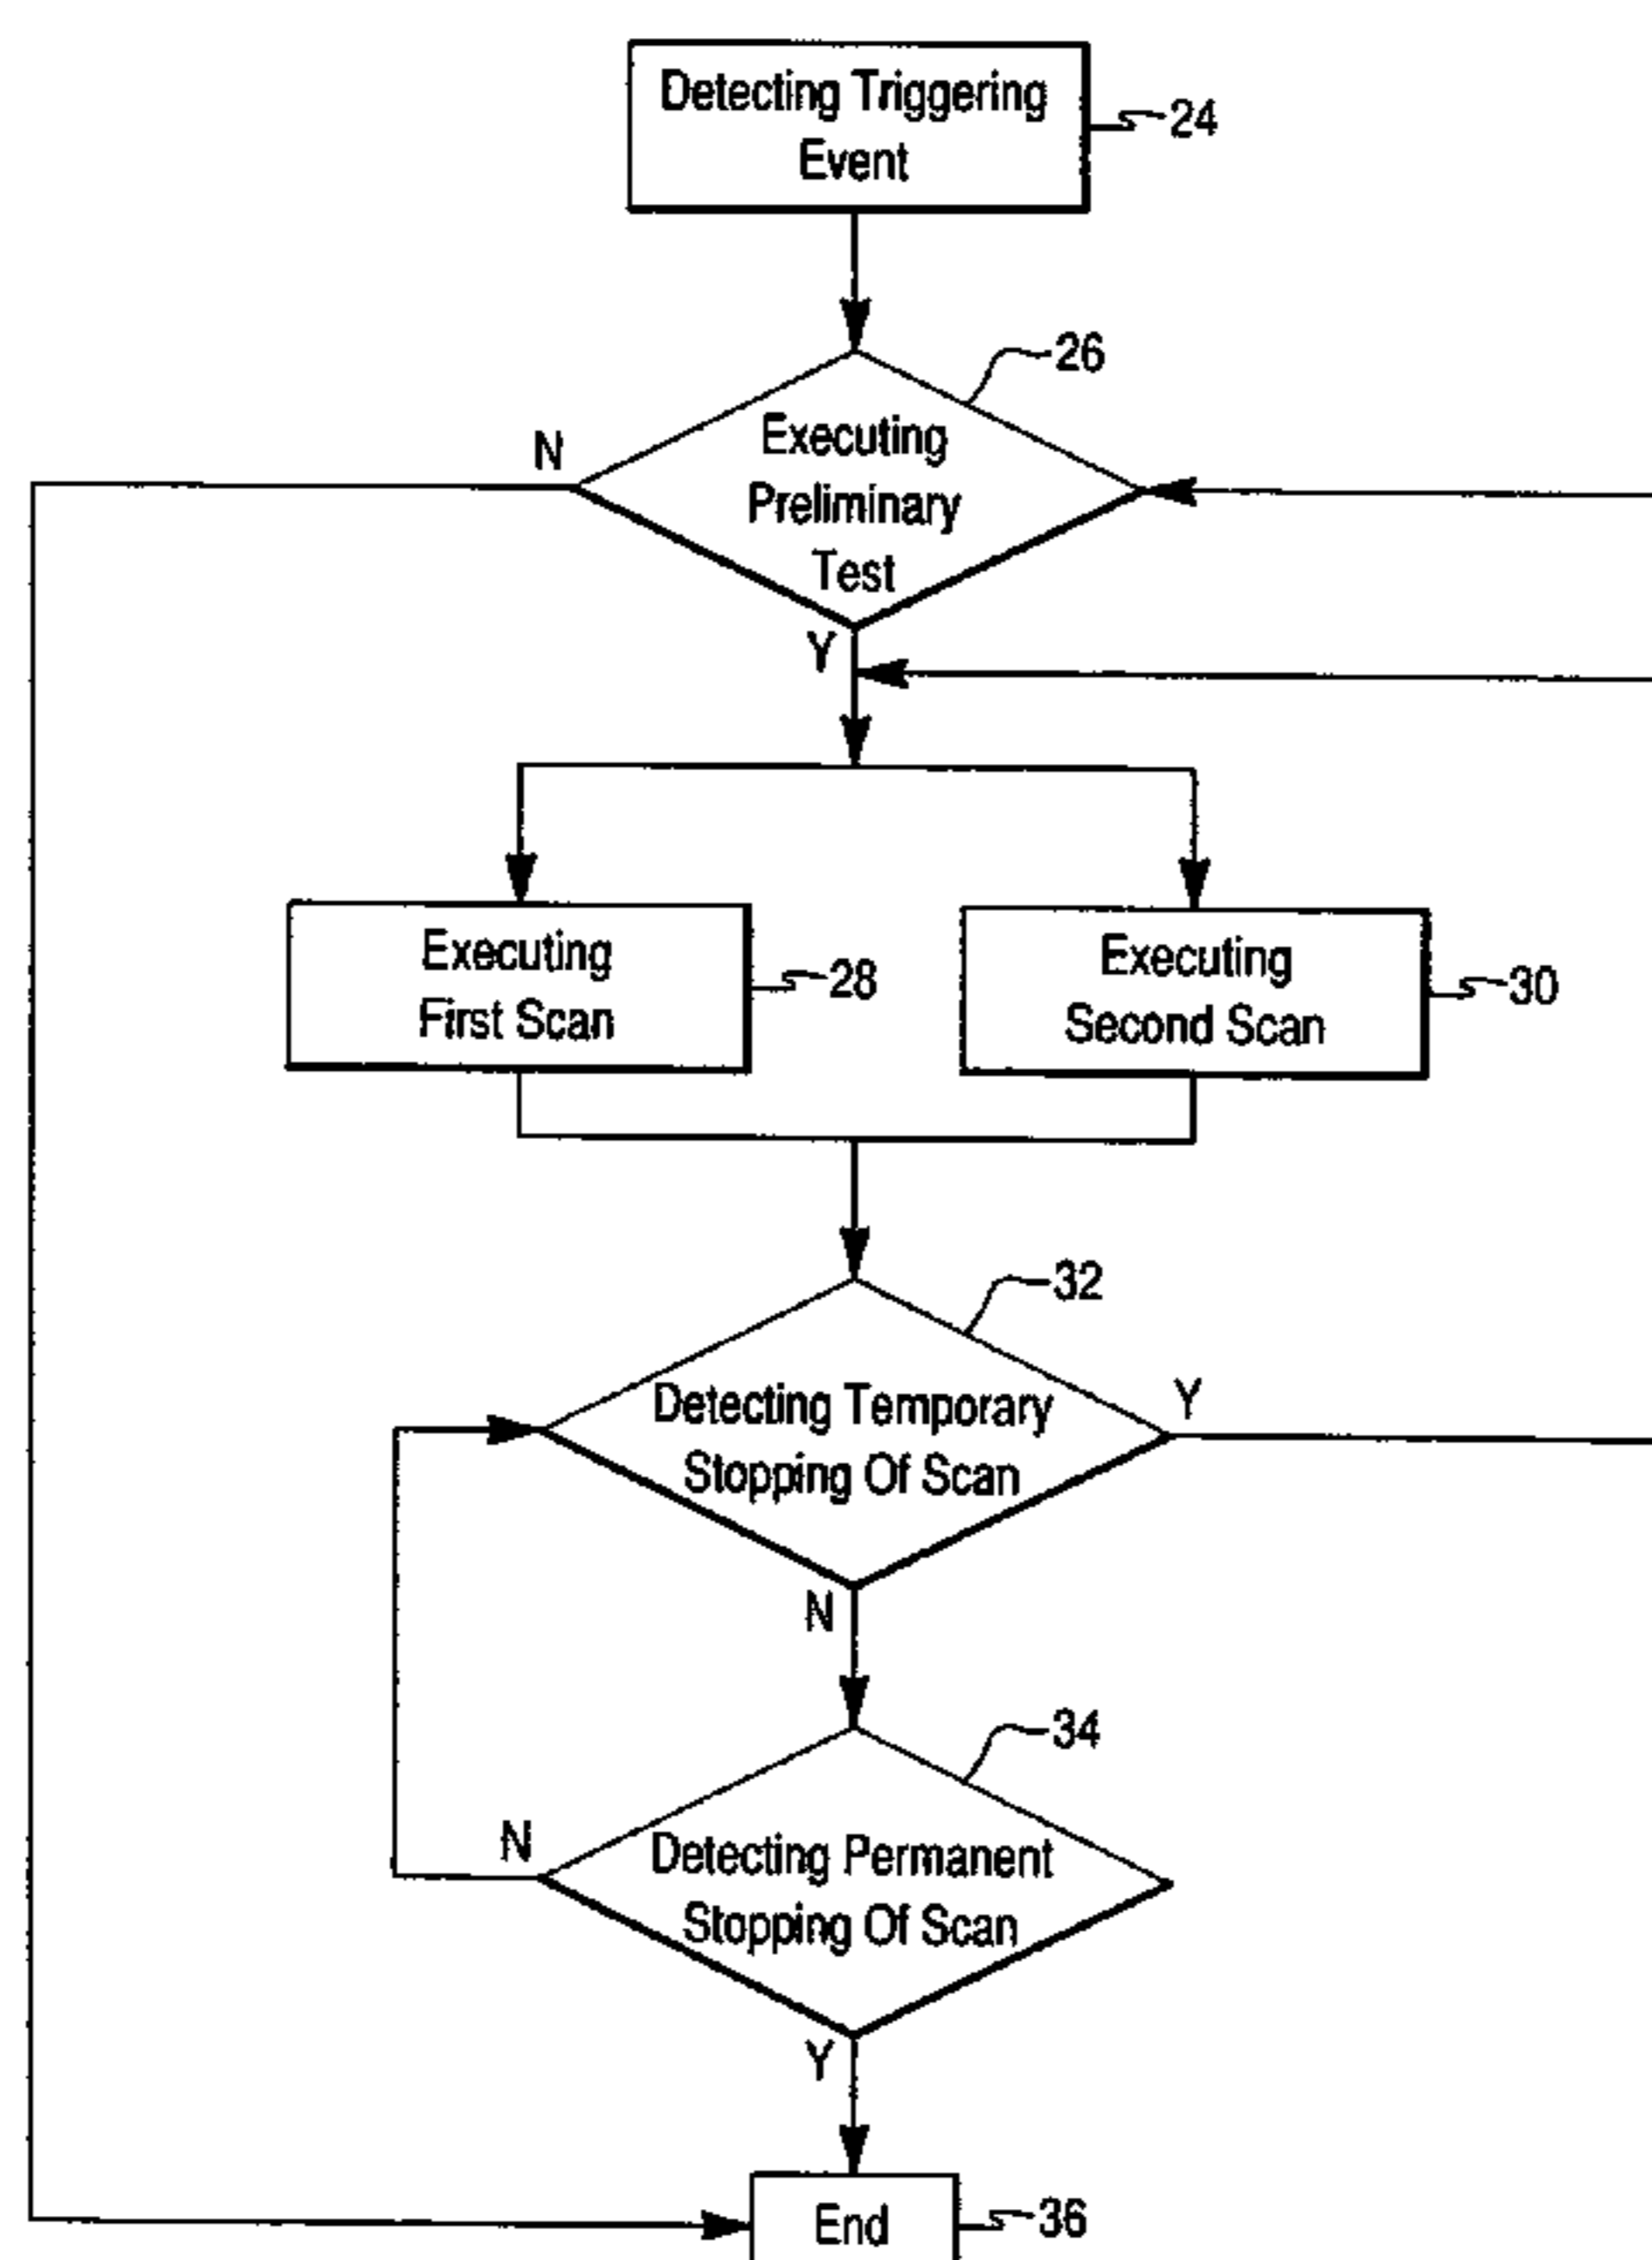 Detecting Triggering
Event
24
26
N
Executing
Preliminary
Test
Y
Executing
First Scan
28
Executing
Second Scan
30
32
Detecting Temporary
Stopping Of Scan
Y
N
34
N
Detecting Permanent
Stopping Of Scan
Y
End
36